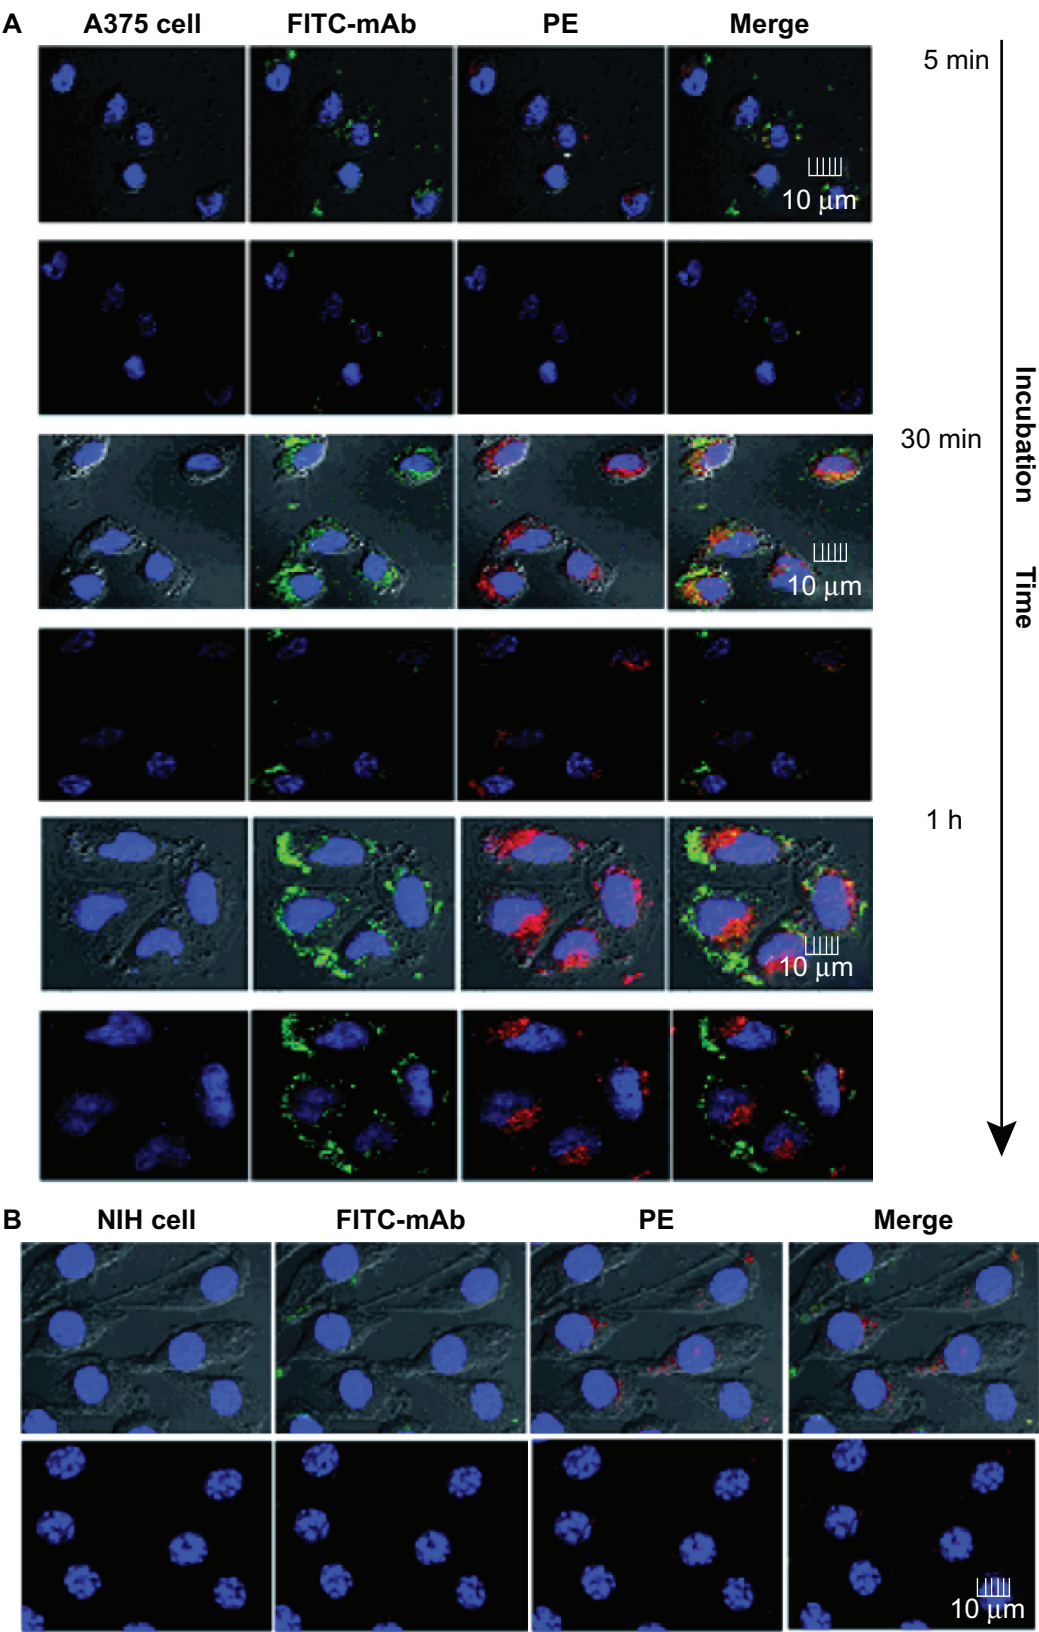 A
A375 cell
FITC-mAb
PE
Merge
5 min
10 μm
30 min
10 μm
Incubation Time
1 h
10 μm
B
NIH cell
FITC-mAb
PE
Merge
10 μm